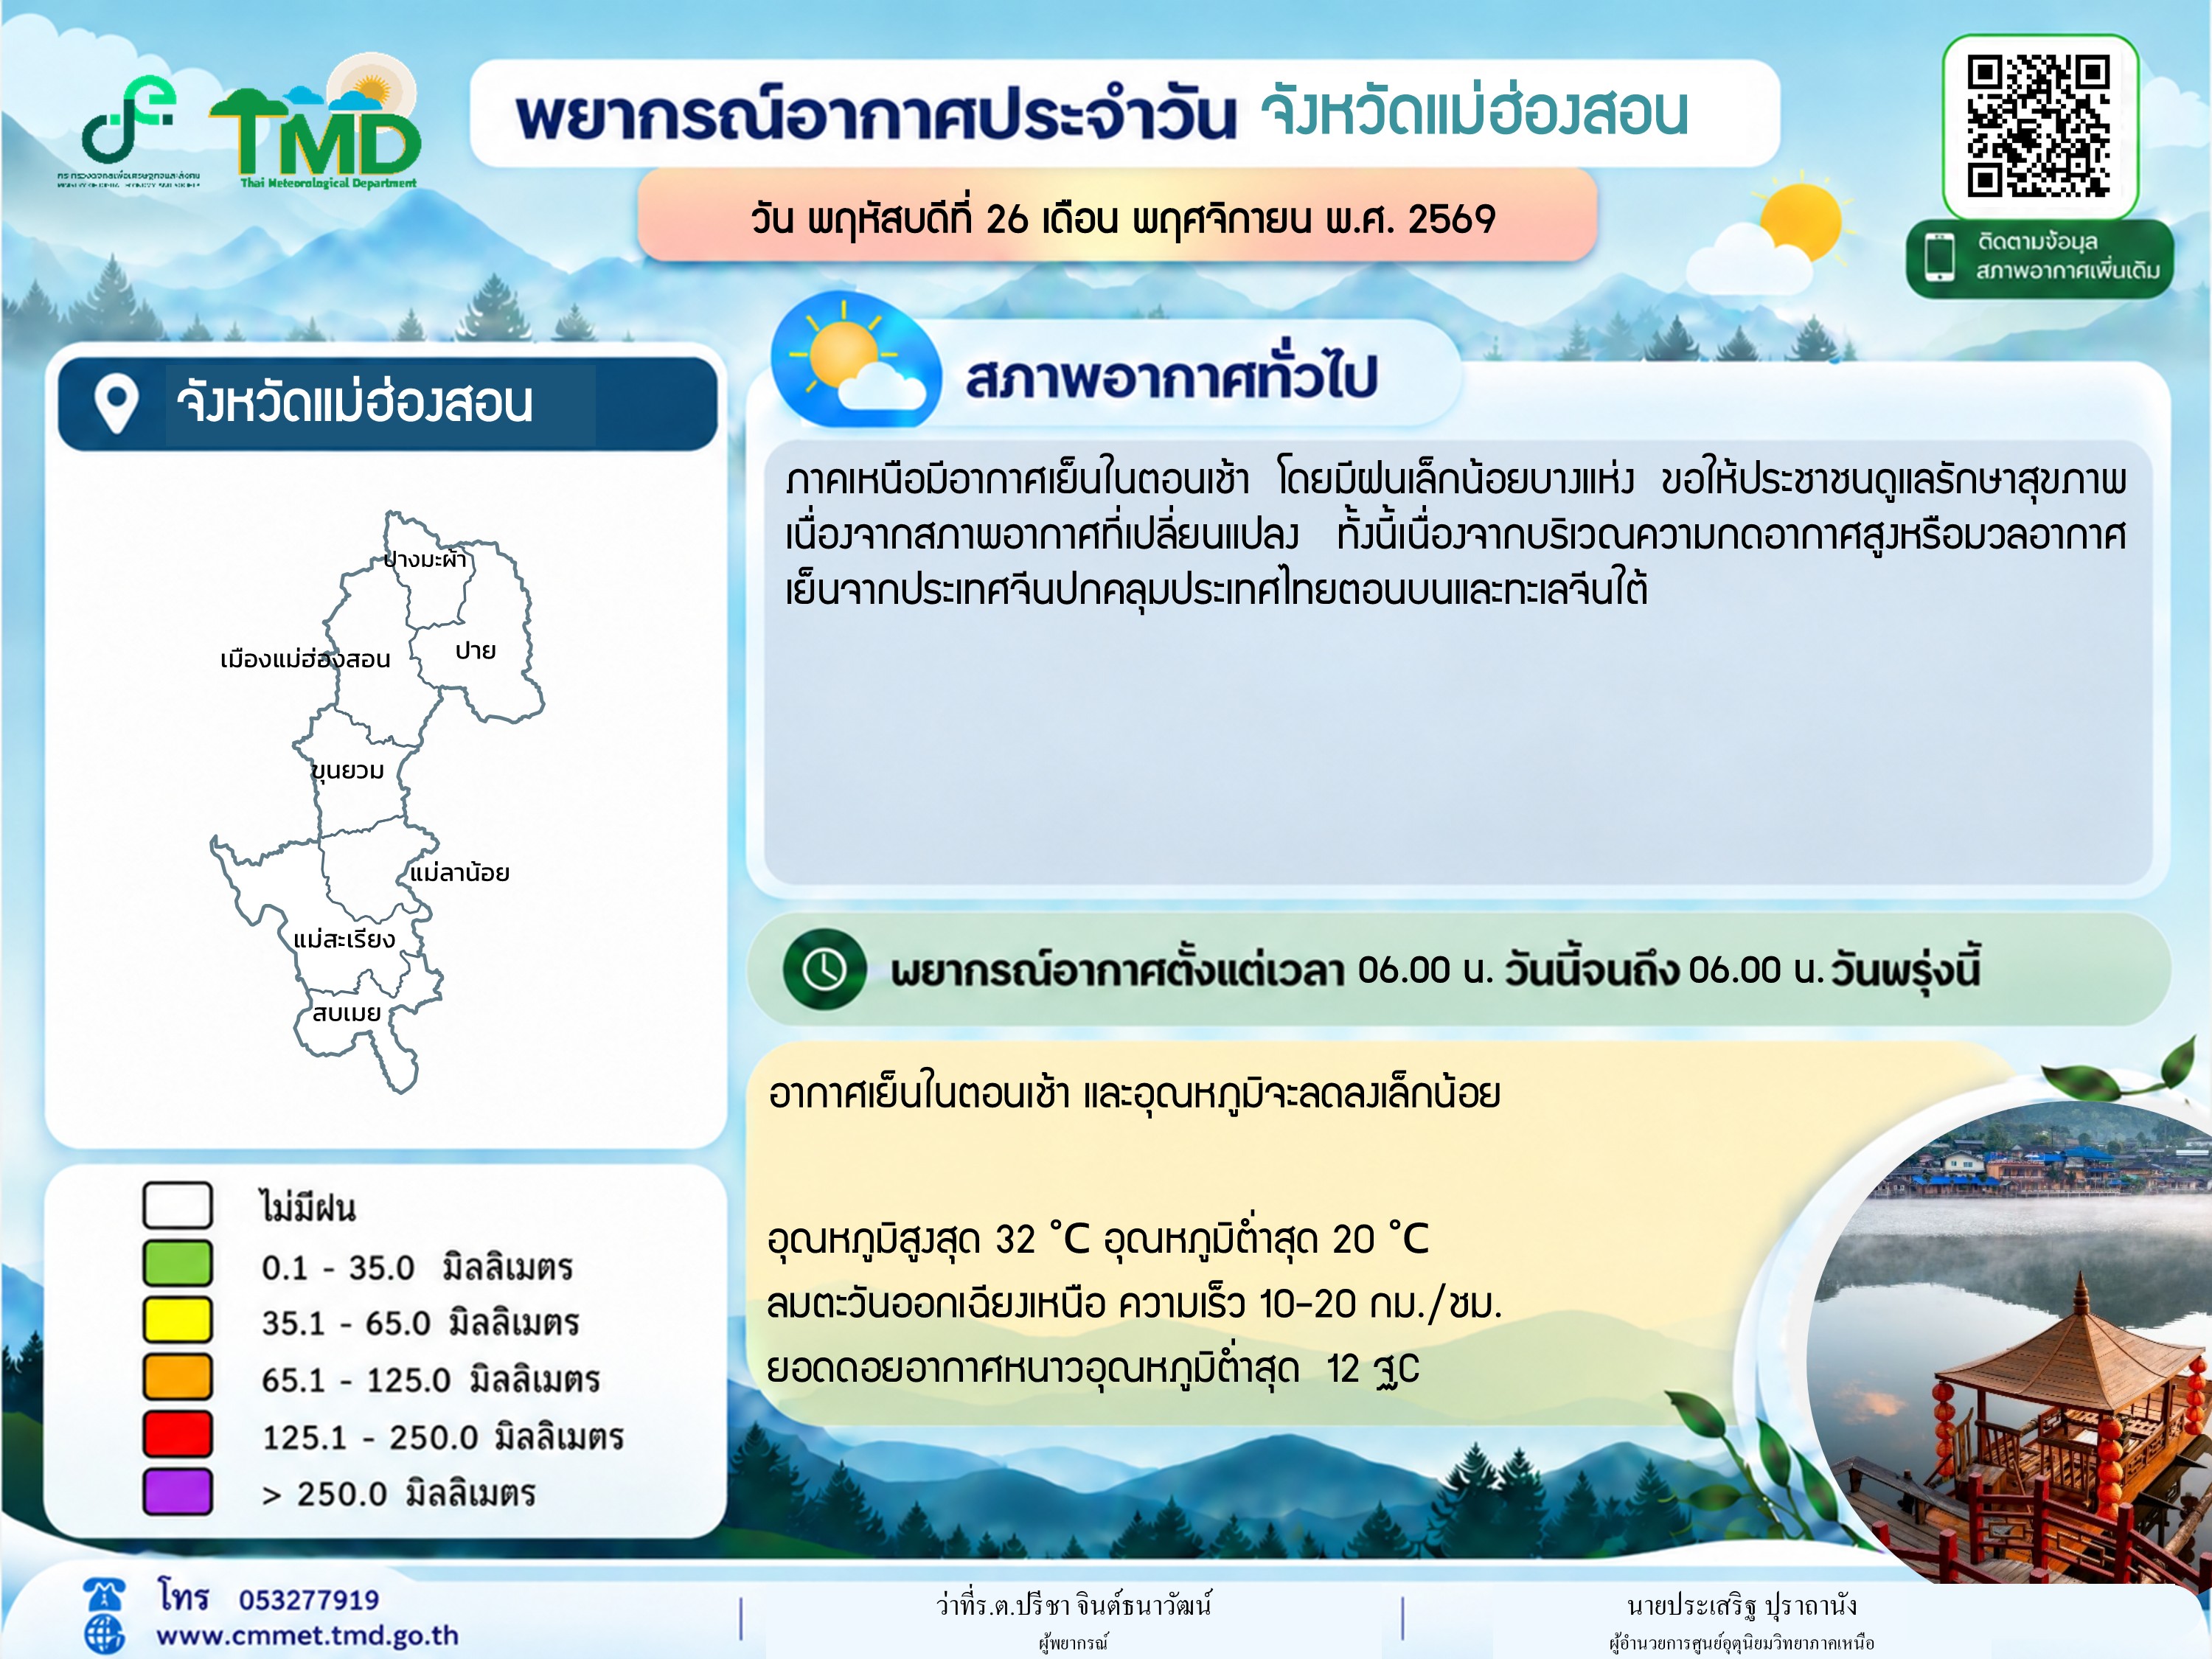 พยากรณ์อากาศประจำวัน จังหวัดแม่ฮ่องสอน
TMD
Thai Meteorological Department
วัน พฤหัสบดีที่ 26 เดือน พฤศจิกายน พ.ศ. 2569
ติดตามข้อมูล
สภาพอากาศเพิ่มเติม
จังหวัดแม่ฮ่องสอน
ปางมะผ้า
เมืองแม่ฮ่องสอน
ปาย
ขุนยวม
แม่ลาน้อย
แม่สะเรียง
สบเมย
ไม่มีฝน
0.1 - 35.0 มิลลิเมตร
35.1 - 65.0 มิลลิเมตร
65.1 - 125.0 มิลลิเมตร
125.1 - 250.0 มิลลิเมตร
> 250.0 มิลลิเมตร
สภาพอากาศทั่วไป
ภาคเหนือมีอากาศเย็นในตอนเช้า โดยมีฝนเล็กน้อยบางแห่ง ขอให้ประชาชนดูแลรักษาสุขภาพ
เนื่องจากสภาพอากาศที่เปลี่ยนแปลง ทั้งนี้เนื่องจากบริเวณความกดอากาศสูงหรือมวลอากาศ
เย็นจากประเทศจีนปกคลุมประเทศไทยตอนบนและทะเลจีนใต้
พยากรณ์อากาศตั้งแต่เวลา 06.00 น. วันนี้จนถึง 06.00 น. วันพรุ่งนี้
อากาศเย็นในตอนเช้า และอุณหภูมิจะลดลงเล็กน้อย
อุณหภูมิสูงสุด 32 °C อุณหภูมิต่ำสุด 20 °C
ลมตะวันออกเฉียงเหนือ ความเร็ว 10-20 กม./ชม.
ยอดดอยอากาศหนาวอุณหภูมิต่ำสุด 12 ฐC
โทร 053277919
www.cmmet.tmd.go.th
ว่าที่ร.ต.ปรีชา จินต์ธนาวัฒน์
ผู้พยากรณ์
นายประเสริฐ ปุราถานัง
ผู้อำนวยการศูนย์อุตุนิยมวิทยาภาคเหนือ